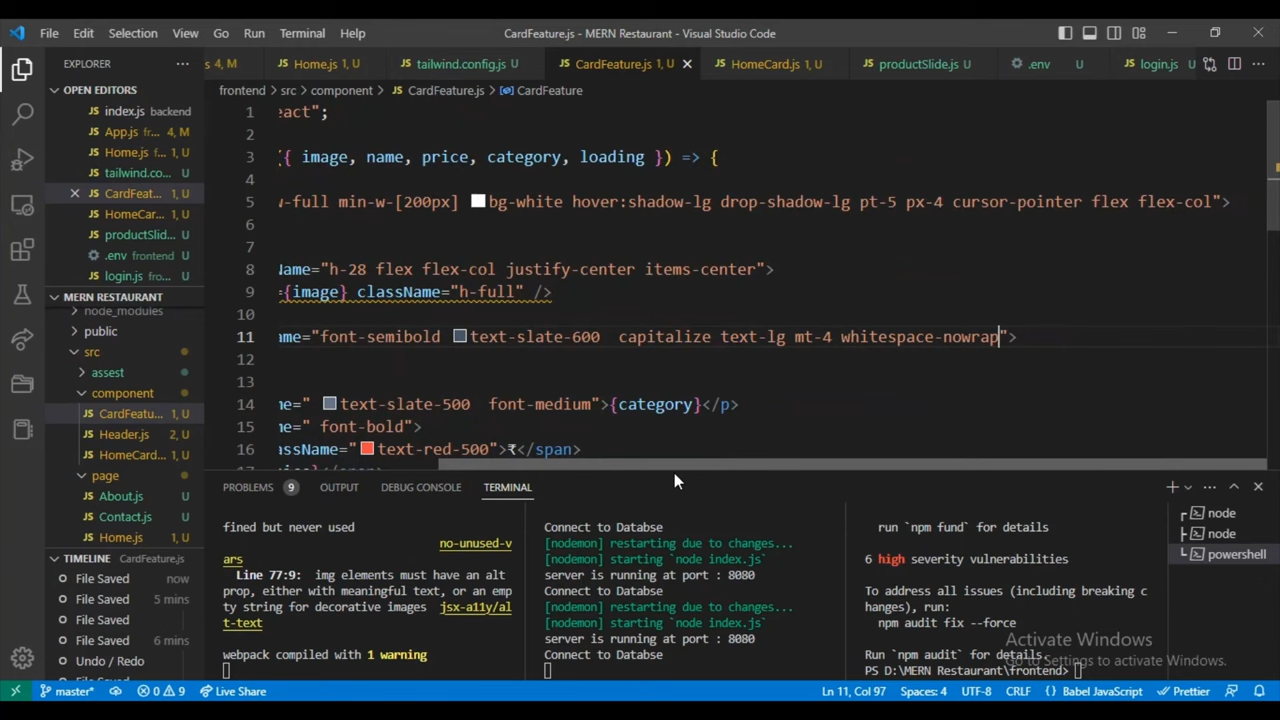 File Edit Selection View Go Run Terminal Help
CardFeature.js - MERN Restaurant - Visual Studio Code
EXPLORER
s 4, M
JS Home.js 1, U
JS tailwind.config.js U
JS CardFeature.js 1, U
JS HomeCard.js 1, U
JS productSlide.js U
.env U
JS login.js U
OPEN EDITORS
JS index.js backend
JS App.js fr... 4, M
JS Home.js f... 1, U
JS tailwind.co... U
JS CardFeat... 1, U
JS HomeCar... 1, U
JS productSlid... U
.env frontend U
JS login.js fro... U
MERN RESTAURANT
node_modules
public
src
assest
component
JS CardFeatu... 1, U
JS Header.js 2, U
JS HomeCard... 1, U
page
JS About.js U
JS Contact.js U
JS Home.js 1, U
TIMELINE CardFeature.js
File Saved now
File Saved 5 mins
File Saved
File Saved 6 mins
Undo / Redo
frontend > src > component > JS CardFeature.js > CardFeature
1 eact";
2
3 ({ image, name, price, category, loading }) => {
4
5 w-full min-w-[200px] bg-white hover:shadow-lg drop-shadow-lg pt-5 px-4 cursor-pointer flex flex-col">
6
7
8 Name="h-28 flex flex-col justify-center items-center">
9 ={image} className="h-full" />
10
11 ame="font-semibold text-slate-600 capitalize text-lg mt-4 whitespace-nowrap">
12
13
14 me=" text-slate-500 font-medium">{category}</p>
15 me=" font-bold">
16 assName=" text-red-500">₹</span>
17
PROBLEMS 9 OUTPUT DEBUG CONSOLE TERMINAL
fined but never used
no-unused-v
ars
Line 77:9: img elements must have an alt
prop, either with meaningful text, or an emp
ty string for decorative images jsx-a11y/al
t-text
webpack compiled with 1 warning
Connect to Databse
[nodemon] restarting due to changes...
[nodemon] starting `node index.js`
server is running at port : 8080
Connect to Databse
[nodemon] restarting due to changes...
[nodemon] starting `node index.js`
server is running at port : 8080
Connect to Databse
run `npm fund` for details
6 high severity vulnerabilities
To address all issues (including breaking c
hanges), run:
npm audit fix --force
Run `npm audit` for details.
PS D:\MERN Restaurant\frontend>
node
node
powershell
Activate Windows
Go to Settings to activate Windows.
master* 0 9 Live Share
Ln 11, Col 97 Spaces: 4 UTF-8 CRLF {} Babel JavaScript Prettier